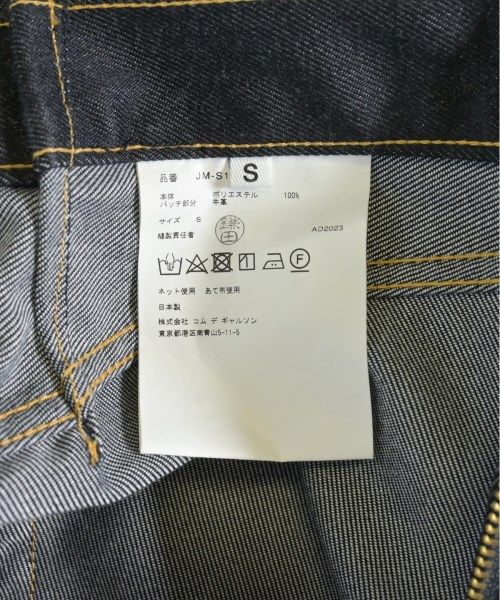 品番 JM-S1 S
本体 ポリエステル 100%
パッチ部分 牛革
サイズ S
縫製責任者 鎌田 AD2023
F
ネット使用 あて布使用
日本製
株式会社 コム デ ギャルソン
東京都港区南青山5-11-5